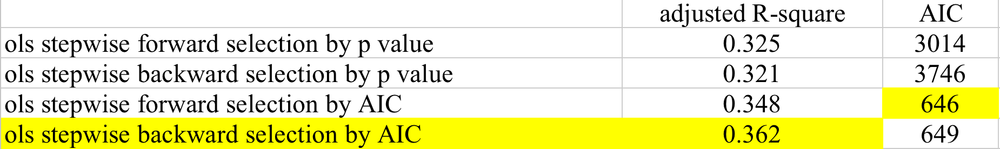 adjusted R-square AIC
ols stepwise forward selection by p value 0.325 3014
ols stepwise backward selection by p value 0.321 3746
ols stepwise forward selection by AIC 0.348 646
ols stepwise backward selection by AIC 0.362 649